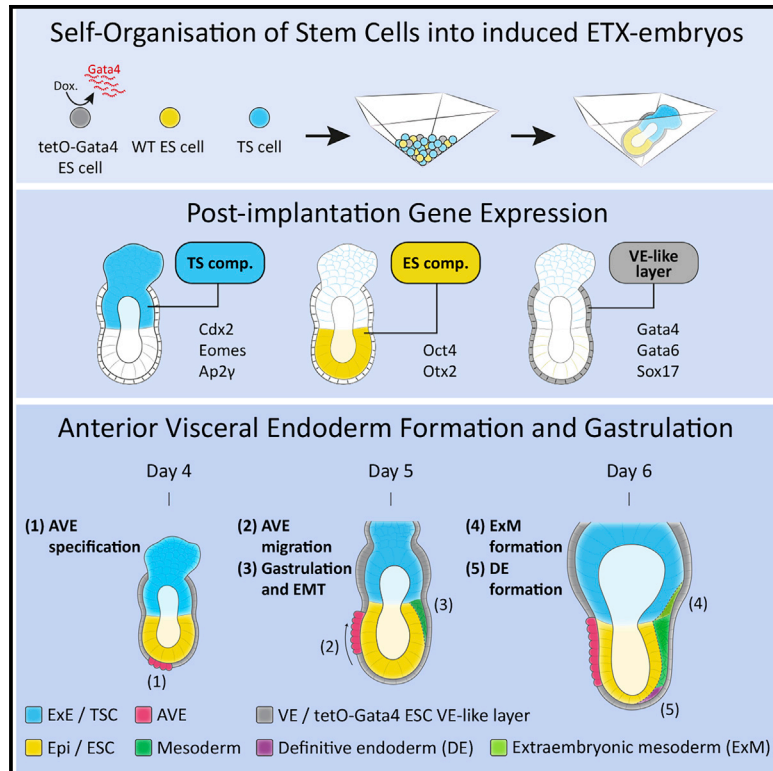 Self-Organisation of Stem Cells into induced ETX-embryos
Gata4
Dox.
tetO-Gata4
ES cell
WT ES cell
TS cell
Post-implantation Gene Expression
TS comp.
Cdx2
Eomes
Ap2γ
ES comp.
Oct4
Otx2
VE-like
layer
Gata4
Gata6
Sox17
Anterior Visceral Endoderm Formation and Gastrulation
Day 4
Day 5
Day 6
(1) AVE
specification
(2) AVE
migration
(3) Gastrulation
and EMT
(4) ExM
formation
(5) DE
formation
(1)
(2)
(3)
(4)
(5)
ExE / TSC
AVE
VE / tetO-Gata4 ESC VE-like layer
Epi / ESC
Mesoderm
Definitive endoderm (DE)
Extraembryonic mesoderm (ExM)